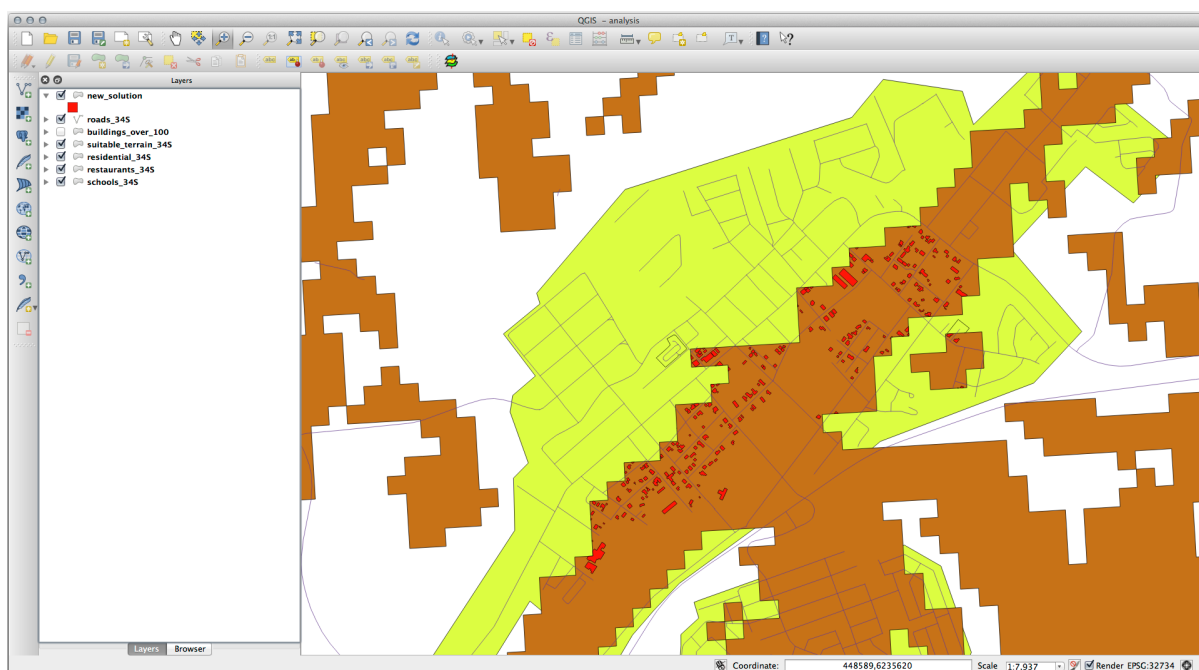 QGIS - analysis
Layers
new_solution
roads_34S
buildings_over_100
suitable_terrain_34S
residential_34S
restaurants_34S
schools_34S
Layers
Browser
Coordinate:
448589,6235620
Scale
1:7,937
Render
EPSG:32734